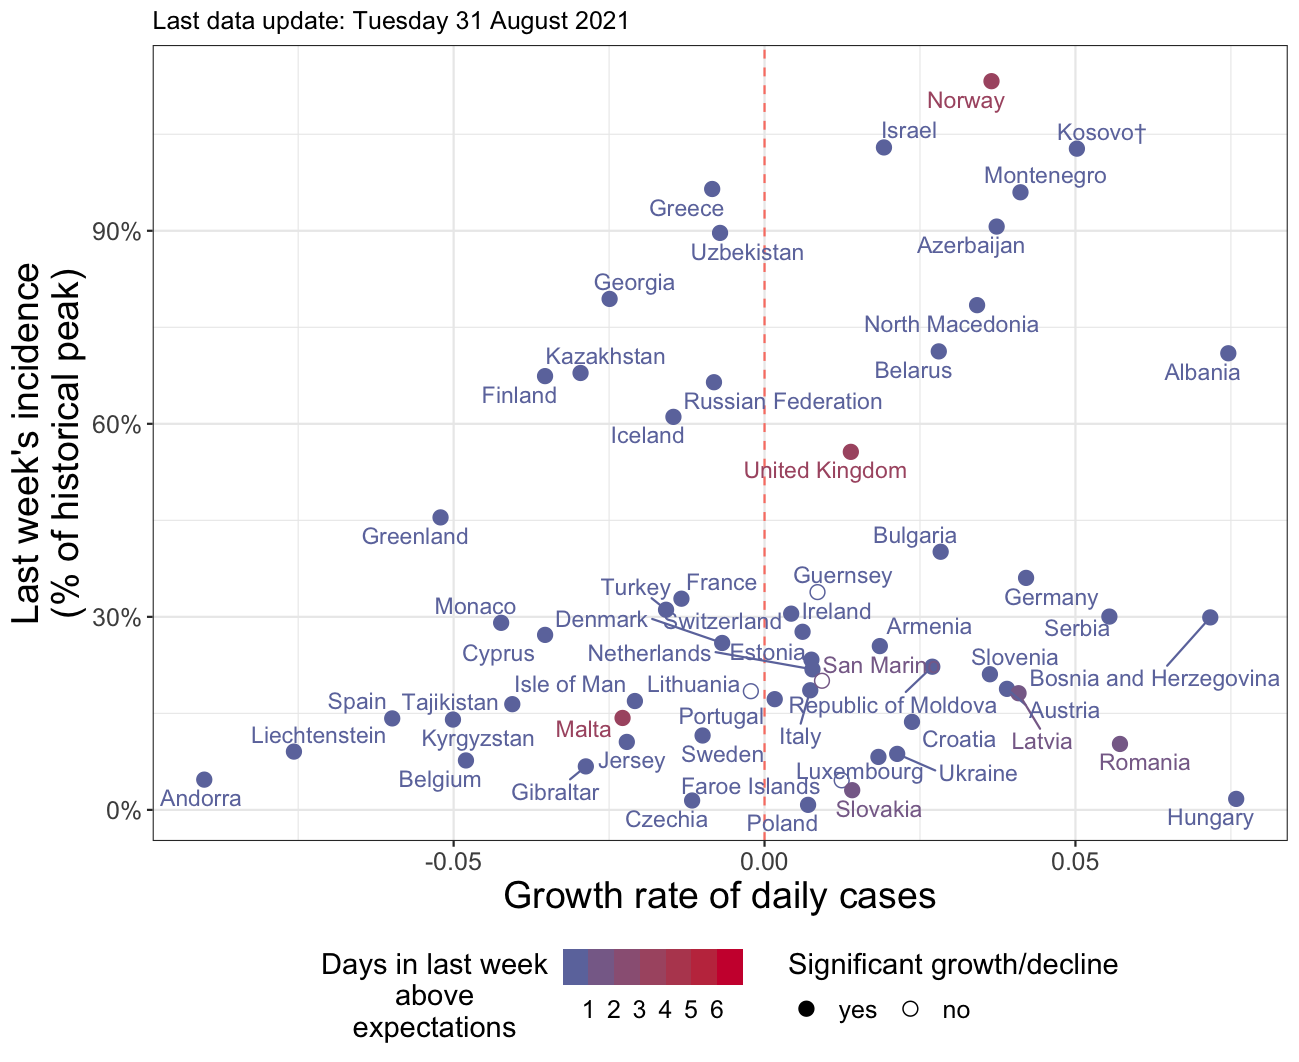 Last data update: Tuesday 31 August 2021
Last week's incidence
(% of historical peak)
90%
60%
30%
0%
Norway
Israel
Kosovo†
Montenegro
Greece
Azerbaijan
Uzbekistan
Georgia
North Macedonia
Kazakhstan
Belarus
Albania
Finland
Russian Federation
Iceland
United Kingdom
Greenland
Bulgaria
Guernsey
France
Turkey
Germany
Monaco
Ireland
Denmark
Switzerland
Armenia
Serbia
Cyprus
Netherlands
Estonia
San Marino
Slovenia
Bosnia and Herzegovina
Isle of Man
Lithuania
Spain
Tajikistan
Republic of Moldova
Austria
Portugal
Malta
Liechtenstein
Kyrgyzstan
Italy
Croatia
Latvia
Sweden
Jersey
Romania
Belgium
Luxembourg
Ukraine
Gibraltar
Faroe Islands
Andorra
Slovakia
Czechia
Poland
Hungary
-0.05
0.00
0.05
Growth rate of daily cases
Days in last week
above
expectations
1 2 3 4 5 6
Significant growth/decline
yes
no